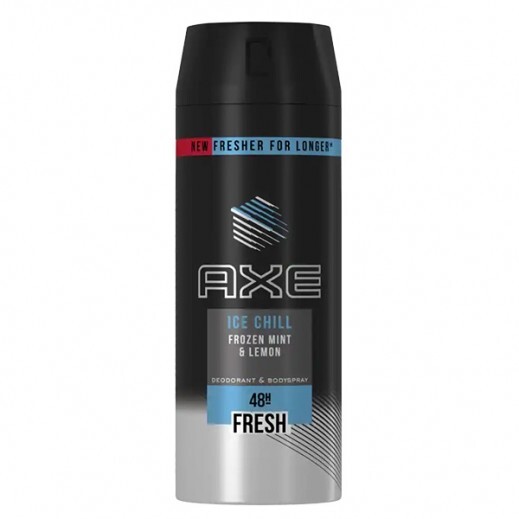 NEW FRESHER FOR LONGER*
AXE
ICE CHILL
FROZEN MINT
& LEMON
DEODORANT & BODYSPRAY
48H
FRESH